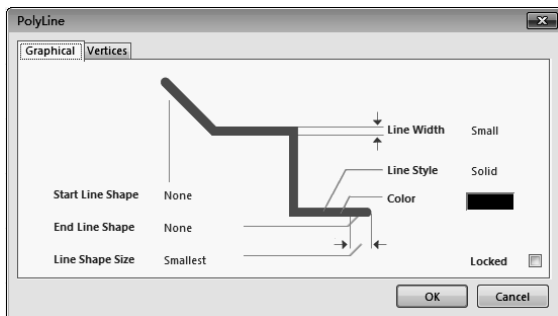 PolyLine
Graphical Vertices
Line Width Small
Line Style Solid
Start Line Shape None Color
End Line Shape None
Line Shape Size Smallest Locked
OK Cancel